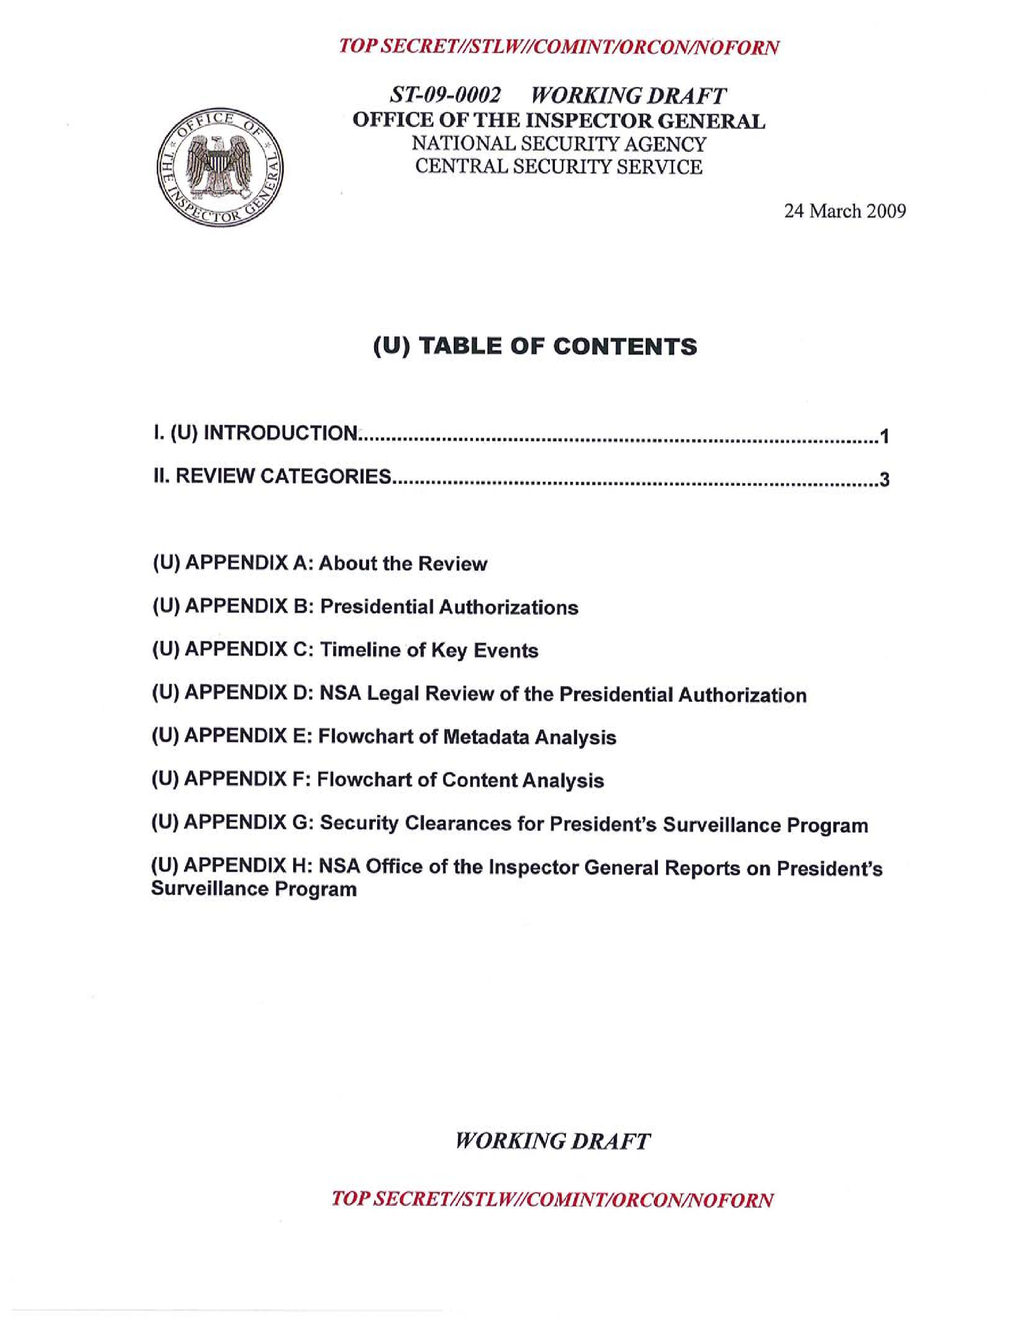 TOP SECRET//STLW//COMINT/ORCON/NOFORN
ST-09-0002 WORKING DRAFT
OFFICE OF THE INSPECTOR GENERAL
NATIONAL SECURITY AGENCY
CENTRAL SECURITY SERVICE
OFFICE OF THE INSPECTOR GENERAL
24 March 2009
(U) TABLE OF CONTENTS
I. (U) INTRODUCTION..............................................................................................1
II. REVIEW CATEGORIES........................................................................................3
(U) APPENDIX A: About the Review
(U) APPENDIX B: Presidential Authorizations
(U) APPENDIX C: Timeline of Key Events
(U) APPENDIX D: NSA Legal Review of the Presidential Authorization
(U) APPENDIX E: Flowchart of Metadata Analysis
(U) APPENDIX F: Flowchart of Content Analysis
(U) APPENDIX G: Security Clearances for President's Surveillance Program
(U) APPENDIX H: NSA Office of the Inspector General Reports on President's
Surveillance Program
WORKING DRAFT
TOP SECRET//STLW//COMINT/ORCON/NOFORN